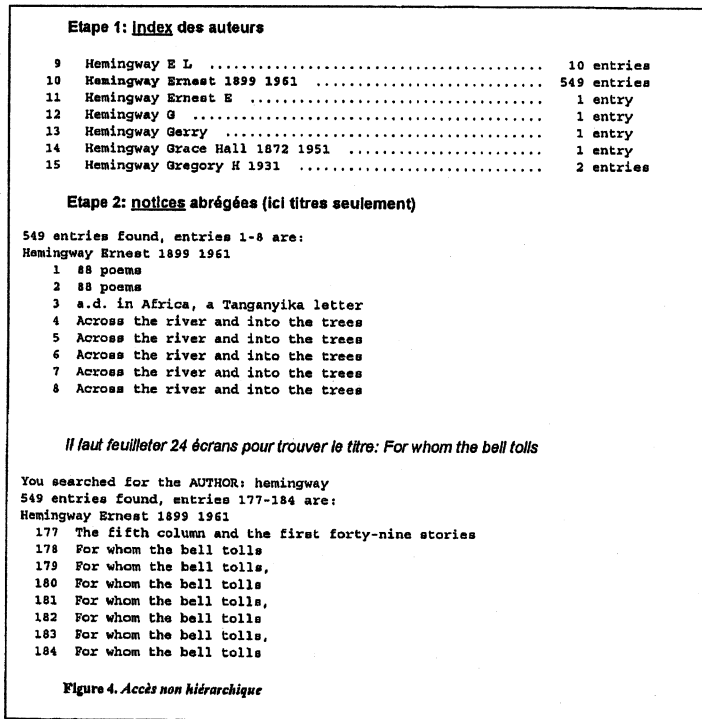 Etape 1: index des auteurs
9 Hemingway E L ........................................ 10 entries
10 Hemingway Ernest 1899 1961 ........................... 549 entries
11 Hemingway Ernest E ................................... 1 entry
12 Hemingway G .......................................... 1 entry
13 Hemingway Gerry ...................................... 1 entry
14 Hemingway Grace Hall 1872 1951 ....................... 1 entry
15 Hemingway Gregory H 1931 ............................. 2 entries
Etape 2: notices abrégées (ici titres seulement)
549 entries found, entries 1-8 are:
Hemingway Ernest 1899 1961
1 88 poems
2 88 poems
3 a.d. in Africa, a Tanganyika letter
4 Across the river and into the trees
5 Across the river and into the trees
6 Across the river and into the trees
7 Across the river and into the trees
8 Across the river and into the trees
Il faut feuilleter 24 écrans pour trouver le titre: For whom the bell tolls
You searched for the AUTHOR: hemingway
549 entries found, entries 177-184 are:
Hemingway Ernest 1899 1961
177 The fifth column and the first forty-nine stories
178 For whom the bell tolls
179 For whom the bell tolls,
180 For whom the bell tolls
181 For whom the bell tolls,
182 For whom the bell tolls
183 For whom the bell tolls,
184 For whom the bell tolls
Figure 4. Accès non hiérarchique